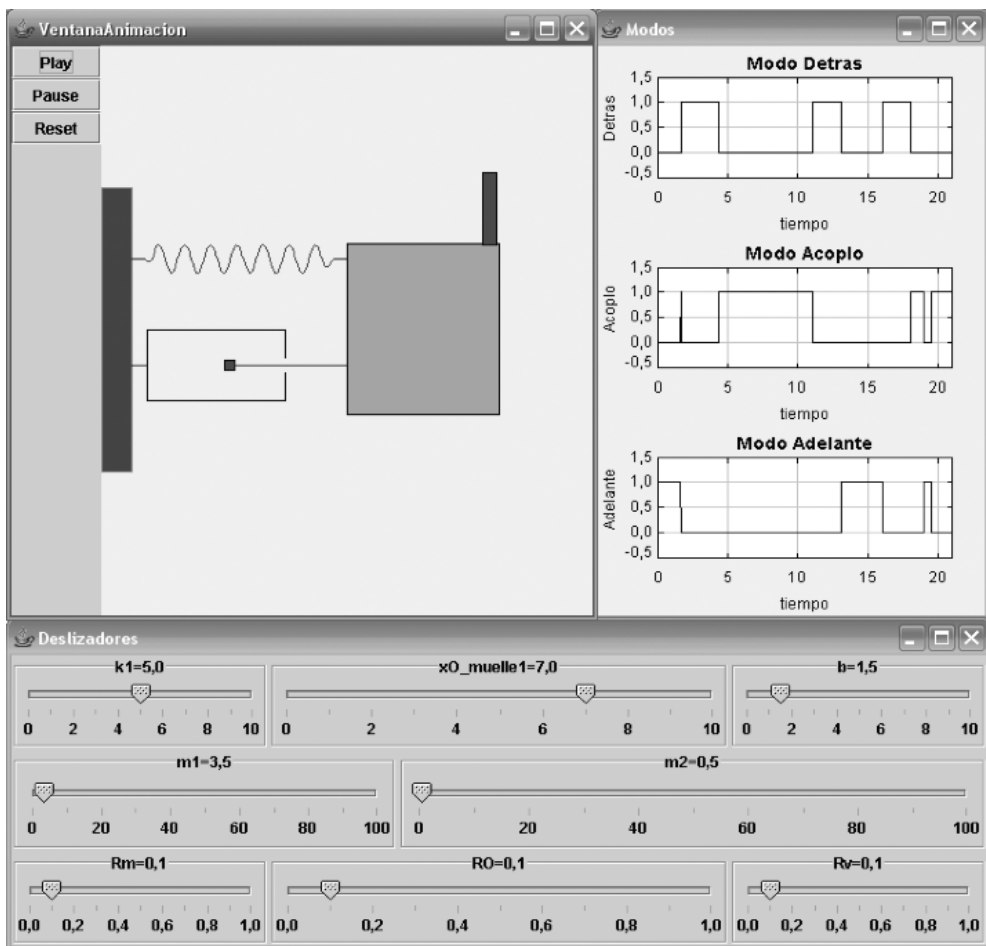 VentanaAnimacion
Play
Pause
Reset
Modos
Modo Detras
Detras
1,5
1,0
0,5
0,0
-0,5
0 5 10 15 20
tiempo
Modo Acoplo
Acoplo
1,5
1,0
0,5
0,0
-0,5
0 5 10 15 20
tiempo
Modo Adelante
Adelante
1,5
1,0
0,5
0,0
-0,5
0 5 10 15 20
tiempo
Deslizadores
k1=5,0
0 2 4 6 8 10
xO_muelle1=7,0
0 2 4 6 8 10
b=1,5
0 2 4 6 8 10
m1=3,5
0 20 40 60 80 100
m2=0,5
0 20 40 60 80 100
Rm=0,1
0,0 0,2 0,4 0,6 0,8 1,0
RO=0,1
0,0 0,2 0,4 0,6 0,8 1,0
Rv=0,1
0,0 0,2 0,4 0,6 0,8 1,0